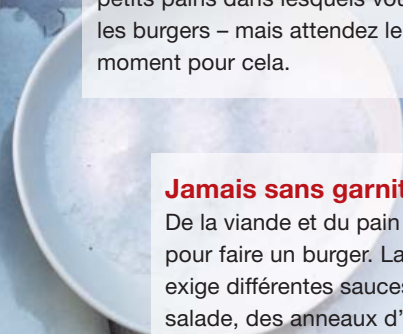 petits pains dans lesquels
les burgers – mais attendez le
moment pour cela.
Jamais sans
De la viande et du pain
pour faire un burger. La
exige différentes sauces
salade, des anneaux d'